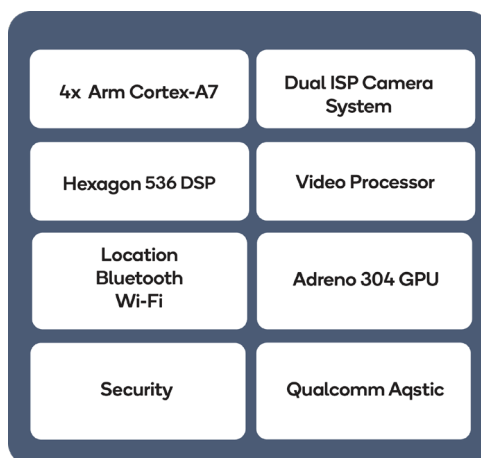 4x Arm Cortex-A7
Dual ISP Camera
System
Hexagon 536 DSP
Video Processor
Location
Bluetooth
Wi-Fi
Adreno 304 GPU
Security
Qualcomm Aqstic